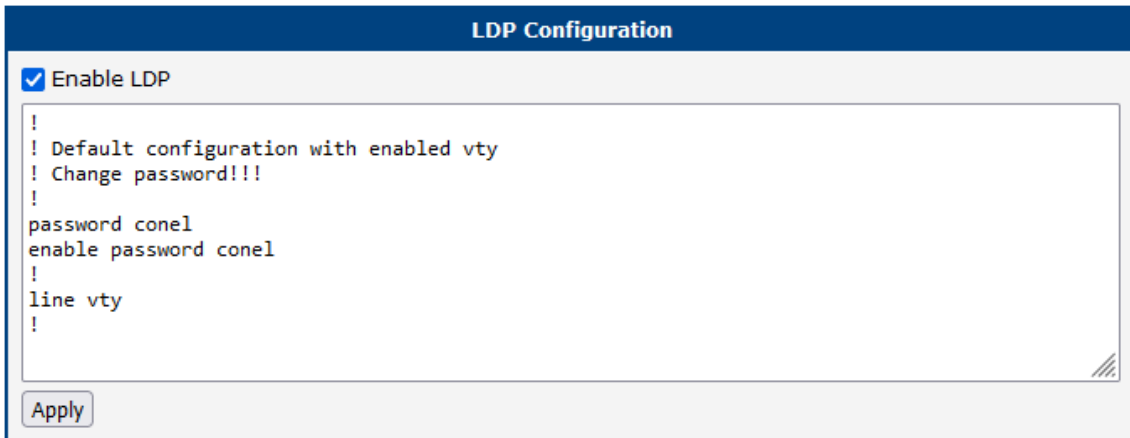 LDP Configuration
Enable LDP
!
! Default configuration with enabled vty
! Change password!!!
!
password conel
enable password conel
!
line vty
!
Apply